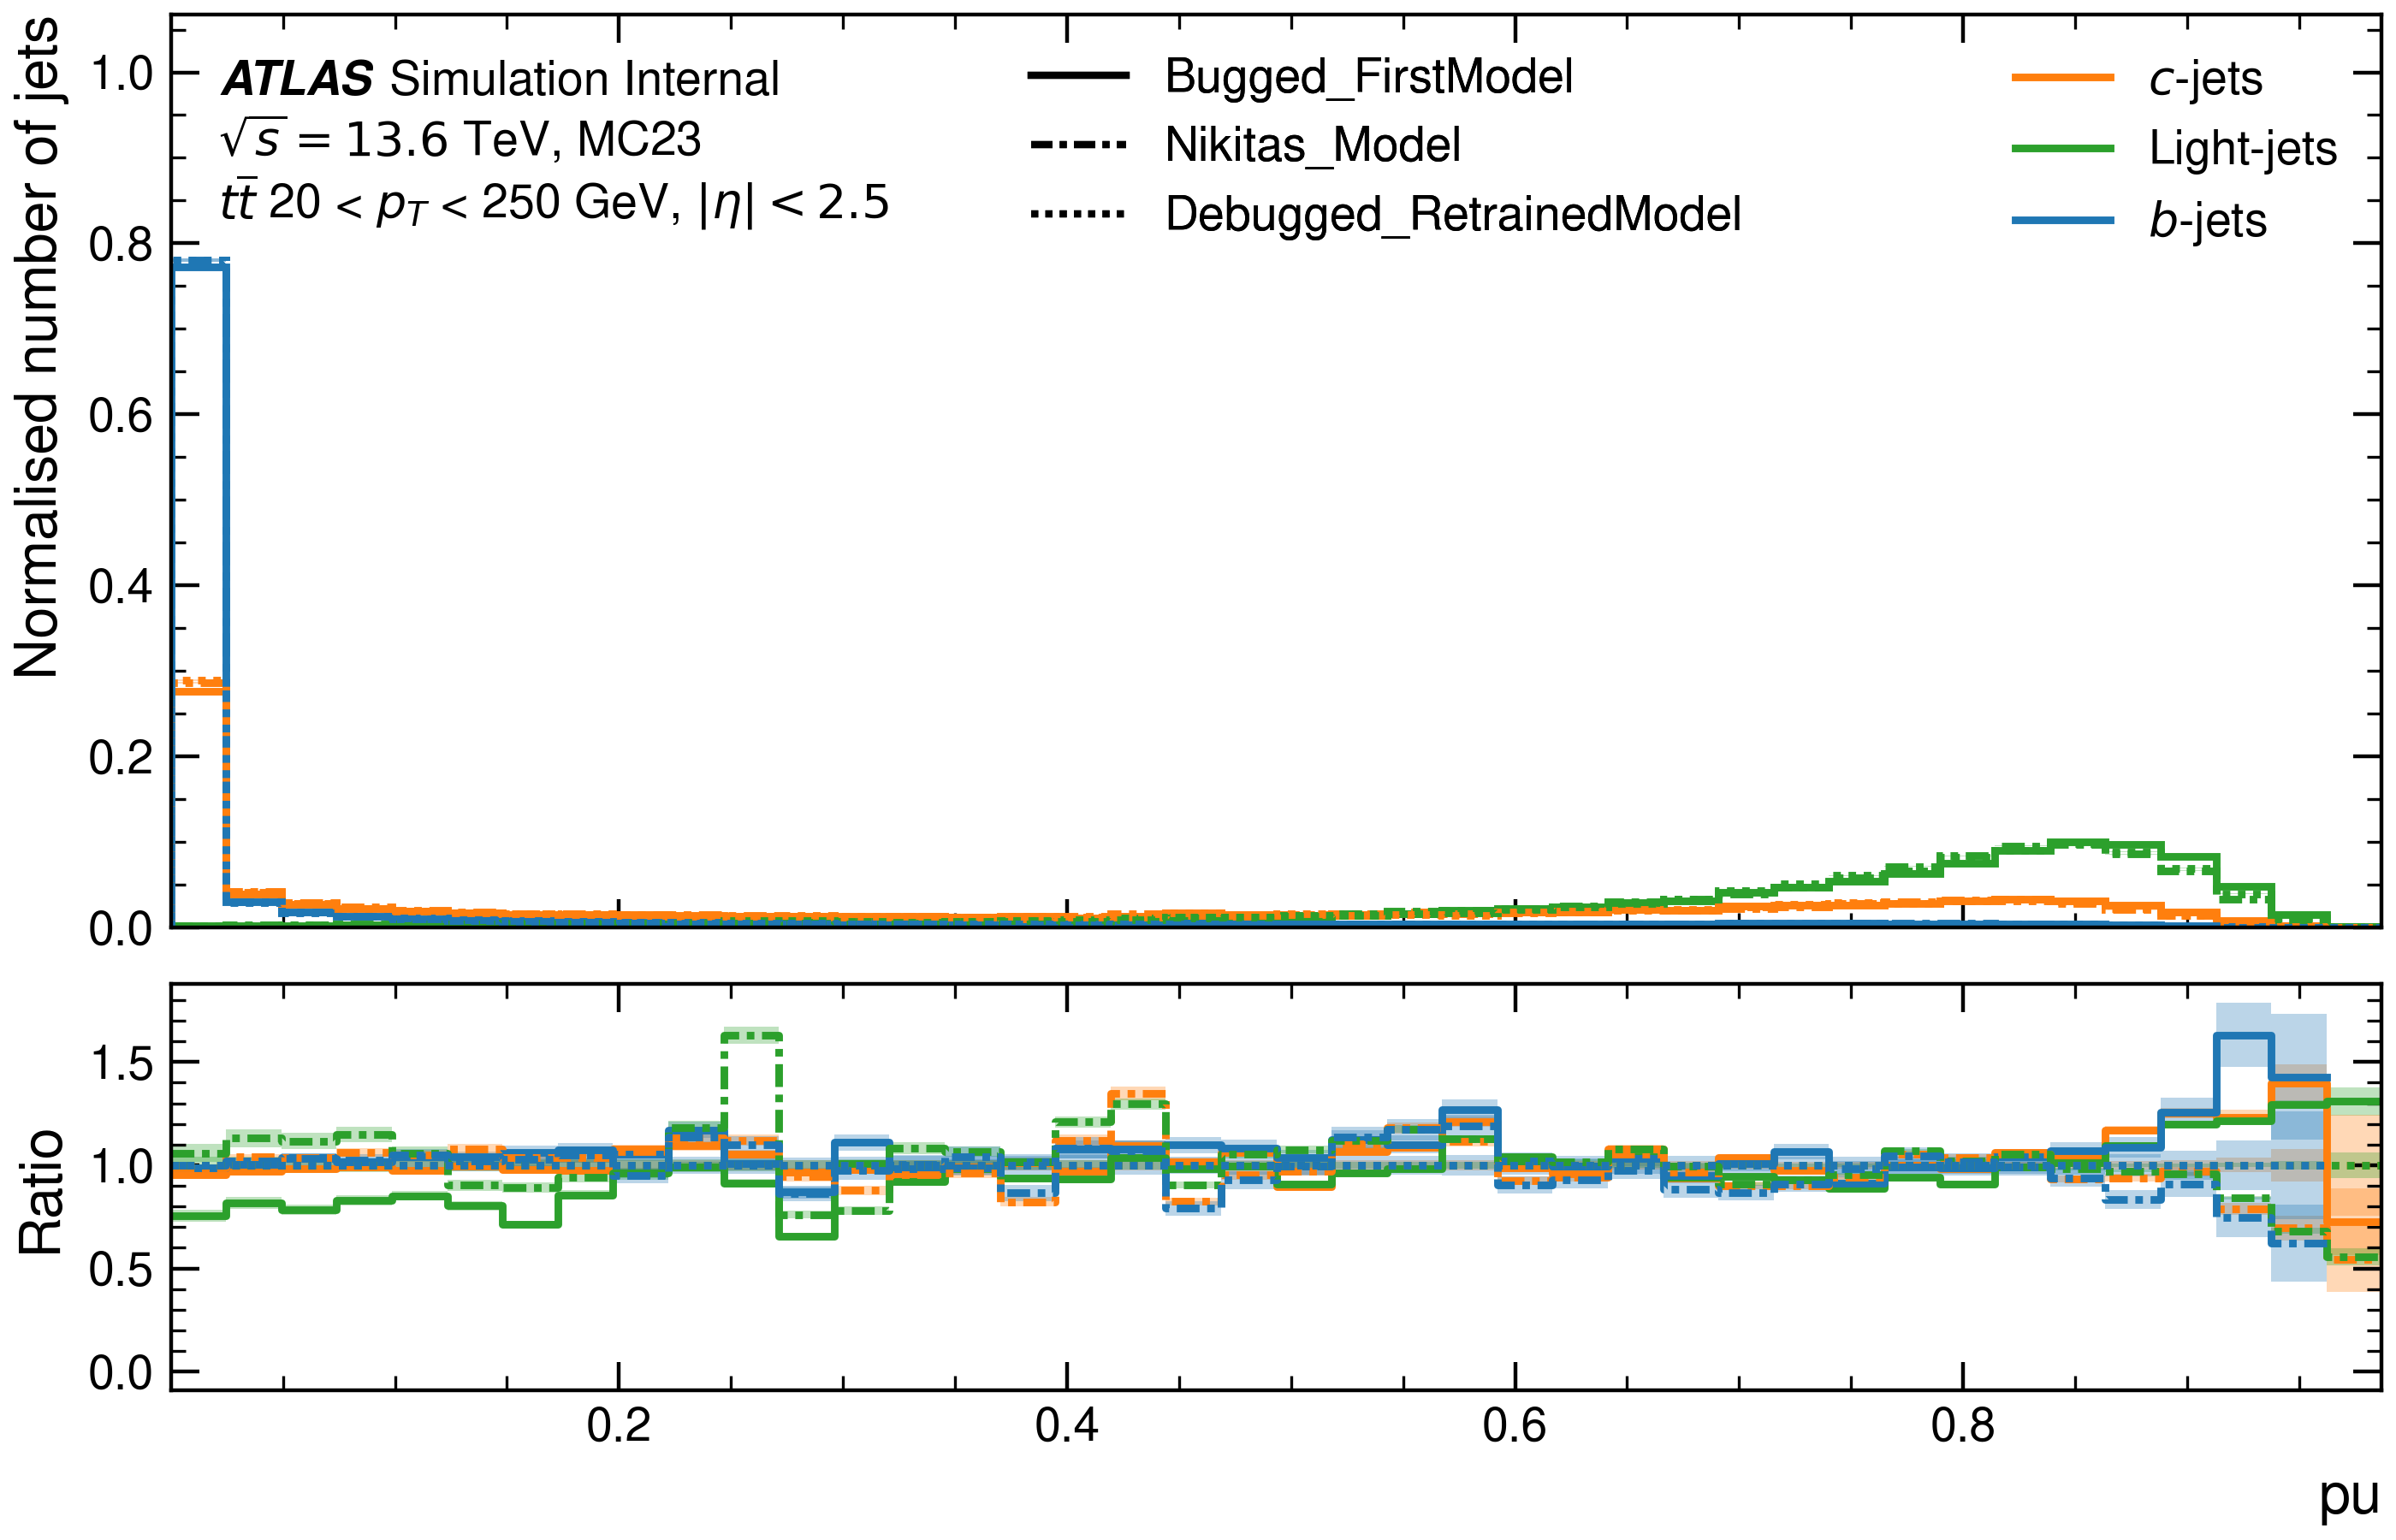 Normalised number of jets
1.0
0.8
0.6
0.4
0.2
0.0
ATLAS Simulation Internal
√s = 13.6 TeV, MC23
tt̄ 20 < p_T < 250 GeV, |η| < 2.5
Bugged_FirstModel
Nikitas_Model
Debugged_RetrainedModel
c-jets
Light-jets
b-jets
Ratio
1.5
1.0
0.5
0.0
0.2
0.4
0.6
0.8
pu